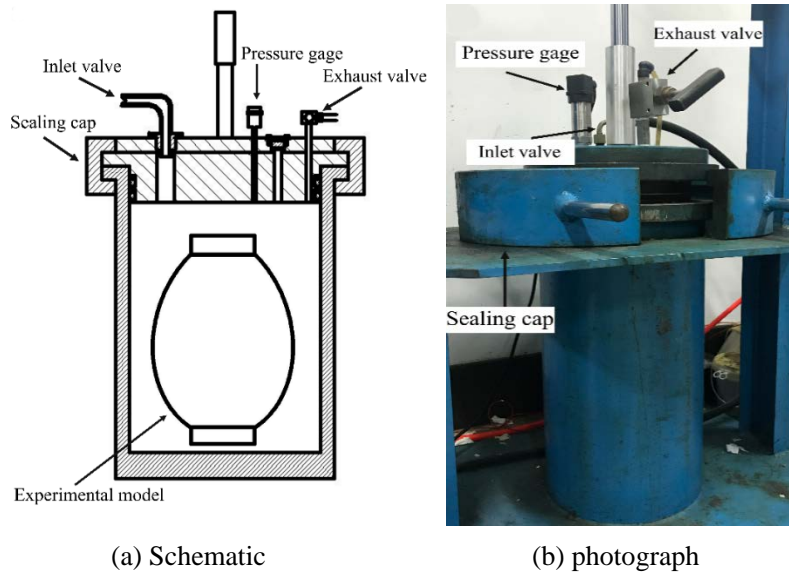 Inlet valve
Pressure gage
Exhaust valve
Sealing cap
Experimental model
Pressure gage
Exhaust valve
Inlet valve
Sealing cap
(a) Schematic
(b) photograph